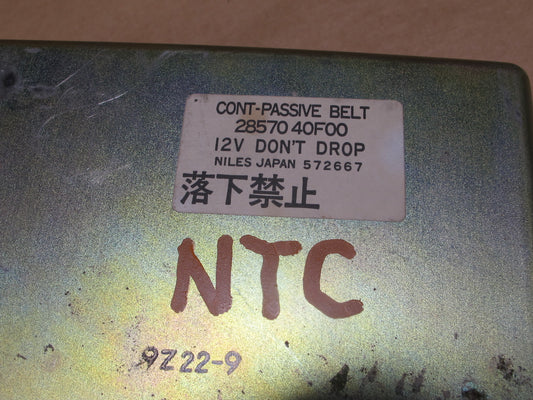 CONT-PASSIVE BELT
28570 40F00
12V DON'T DROP
NILES JAPAN 572667
落下禁止
NTC
9Z22-9